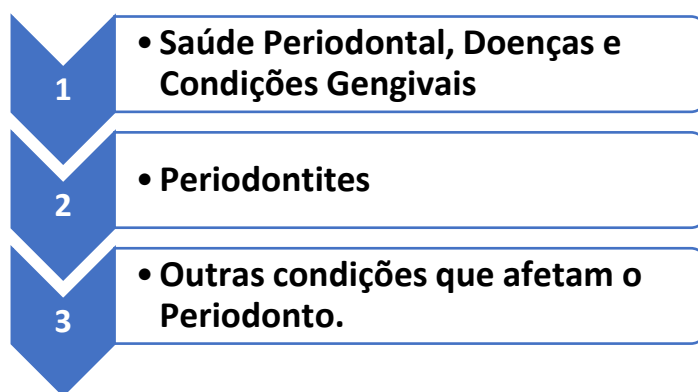 1
• Saúde Periodontal, Doenças e
Condições Gengivais
2
• Periodontites
3
• Outras condições que afetam o
Periodonto.